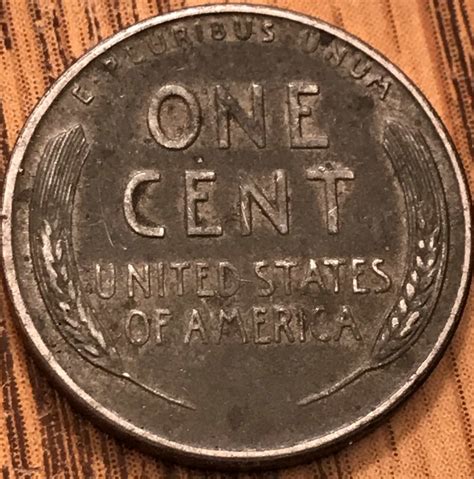 E PLURIBUS UNUM
ONE
CENT
UNITED STATES
OF AMERICA